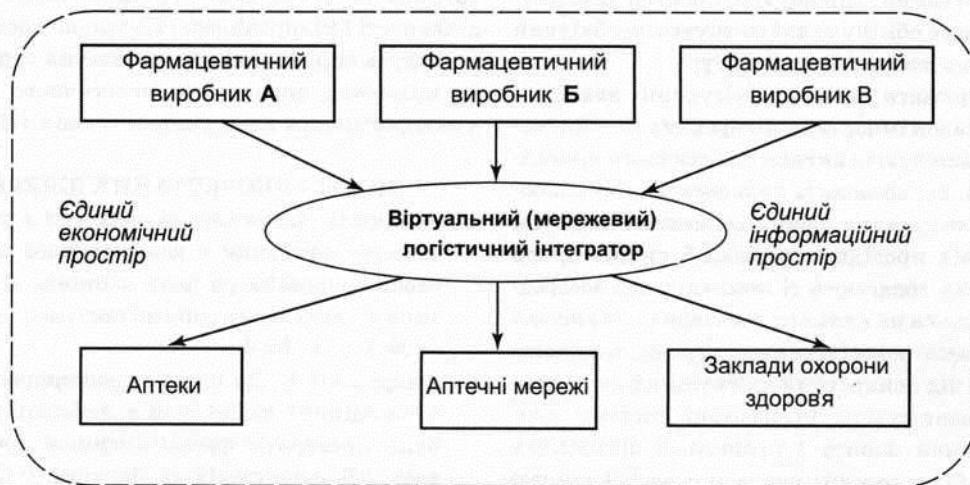 Фармацевтичний
виробник А
Фармацевтичний
виробник Б
Фармацевтичний
виробник В
Єдиний
економічний
простір
Віртуальний (мережевий)
логістичний інтегратор
Єдиний
інформаційний
простір
Аптеки
Аптечні мережі
Заклади охорони
здоров'я